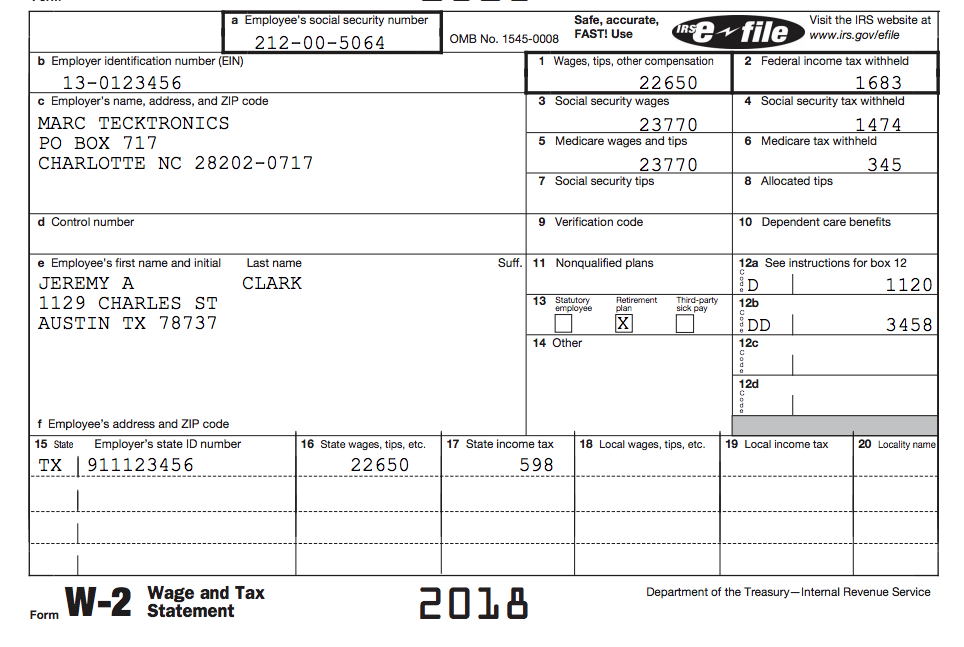 a Employee's social security number
212-00-5064
OMB No. 1545-0008
Safe, accurate,
FAST! Use
IRS e-file
Visit the IRS website at
www.irs.gov/efile
b Employer identification number (EIN)
13-0123456
1 Wages, tips, other compensation
22650
2 Federal income tax withheld
1683
c Employer's name, address, and ZIP code
MARC TECKTRONICS
PO BOX 717
CHARLOTTE NC 28202-0717
3 Social security wages
23770
4 Social security tax withheld
1474
5 Medicare wages and tips
23770
6 Medicare tax withheld
345
7 Social security tips
8 Allocated tips
d Control number
9 Verification code
10 Dependent care benefits
e Employee's first name and initial Last name Suff.
JEREMY A CLARK
1129 CHARLES ST
AUSTIN TX 78737
11 Nonqualified plans
12a See instructions for box 12
Code D 1120
13 Statutory employee Retirement plan Third-party sick pay
X
12b
Code DD 3458
14 Other
12c
Code
12d
Code
f Employee's address and ZIP code
15 State Employer's state ID number 16 State wages, tips, etc. 17 State income tax 18 Local wages, tips, etc. 19 Local income tax 20 Locality name
TX 911123456 22650 598
Form W-2 Wage and Tax
Statement
2018
Department of the Treasury—Internal Revenue Service